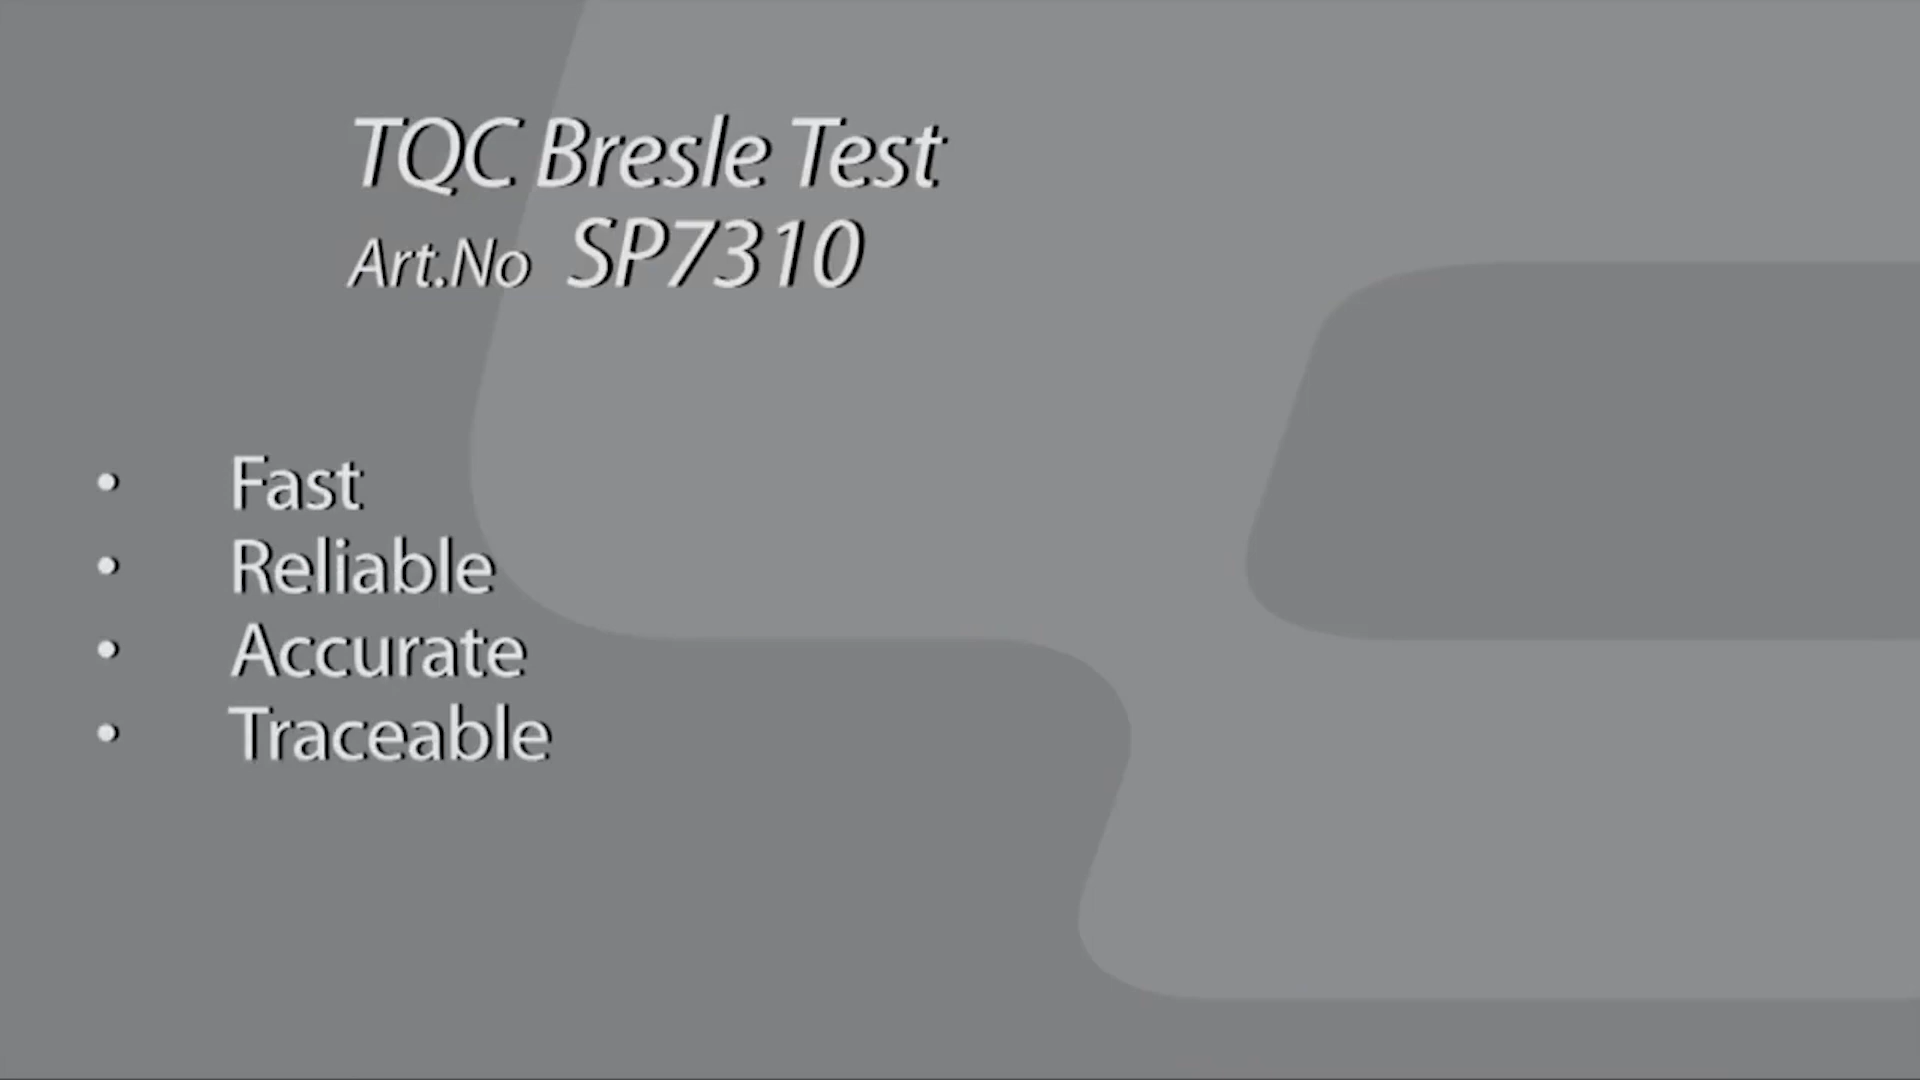 TQC Bresle Test
Art.No SP7310
• Fast
• Reliable
• Accurate
• Traceable